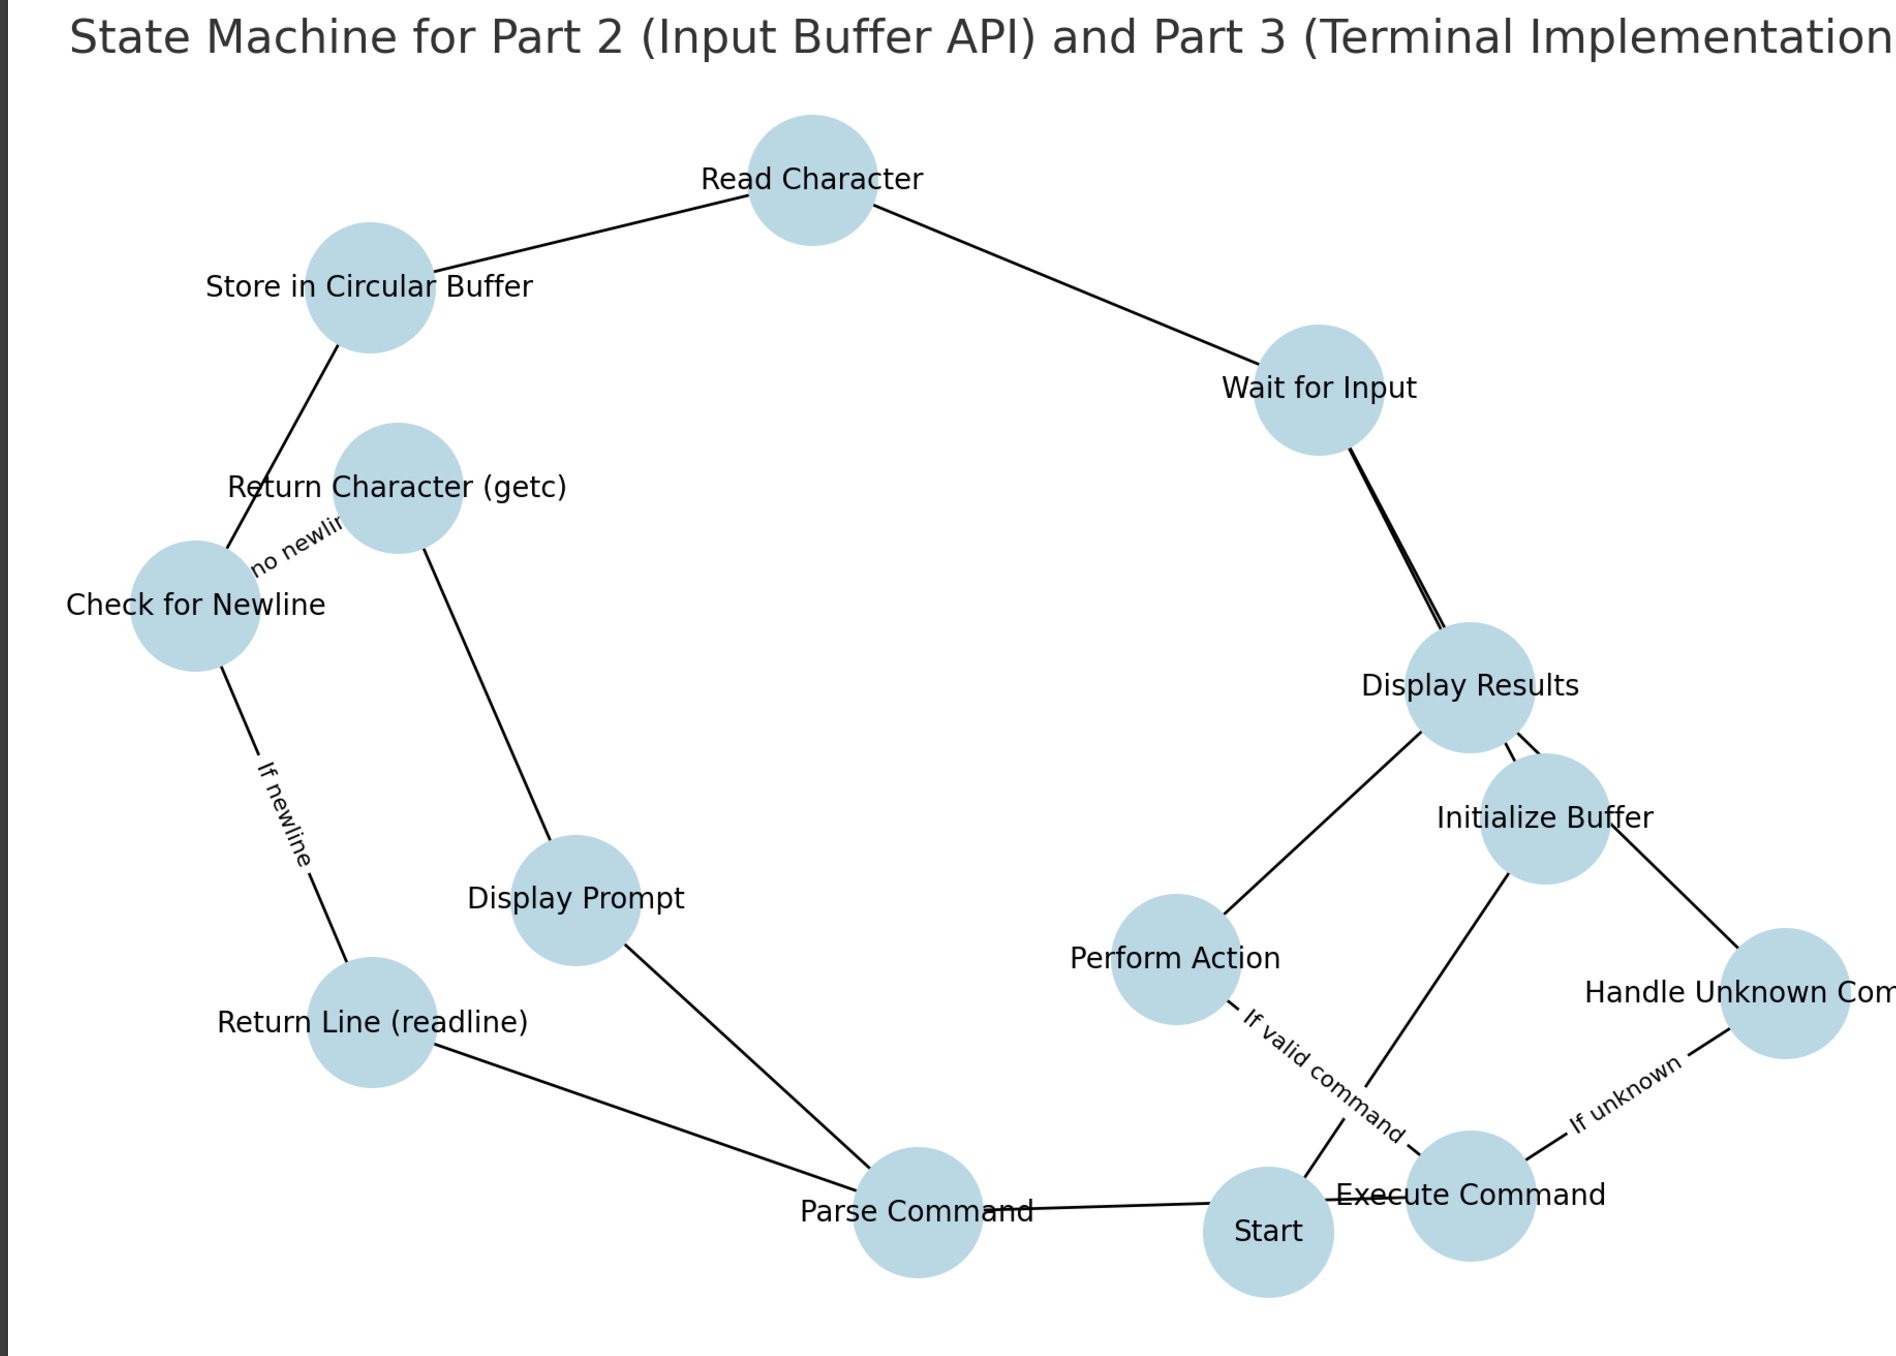 State Machine for Part 2 (Input Buffer API) and Part 3 (Terminal Implementation
Read Character
Store in Circular Buffer
Wait for Input
Return Character (getc)
no
Check for Newline
Display Results
If newline
Initialize Buffer
Display Prompt
Perform Action
Handle Unknown
Return Line (readline)
If valid command
If unknown
Parse Command
Execute Command
Start